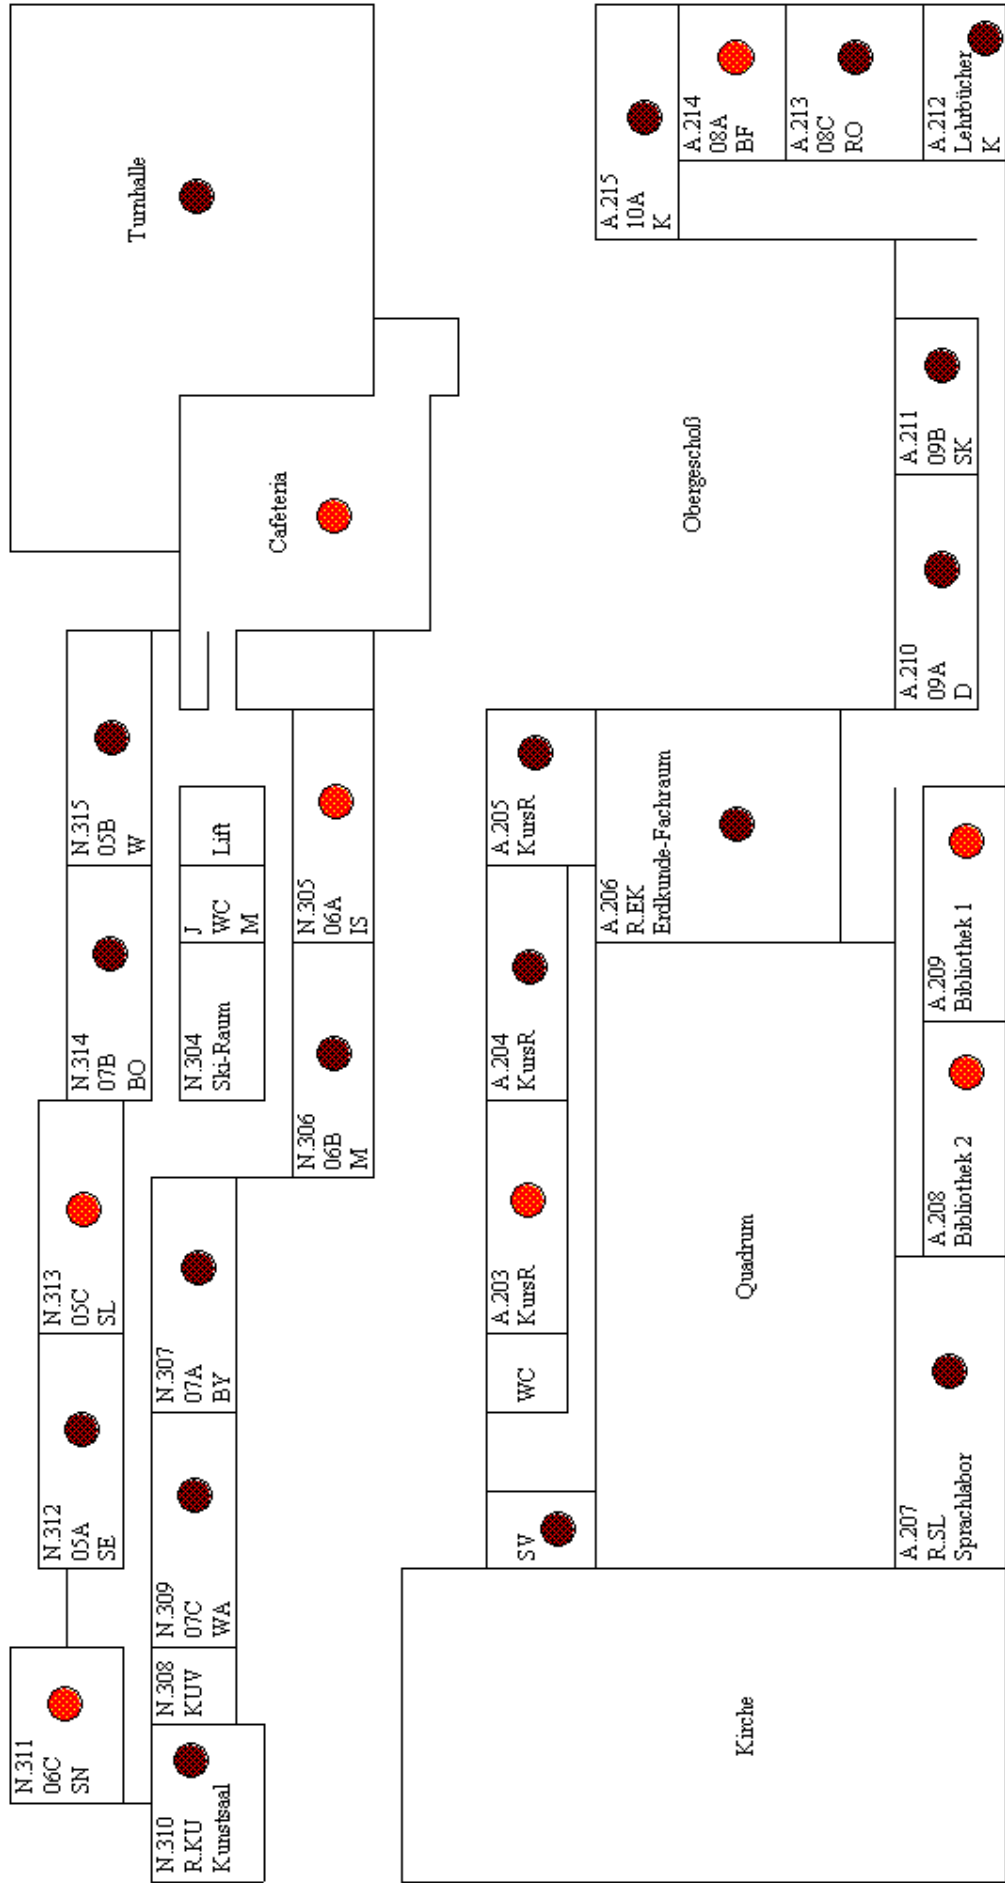 N.311
06C
SN
N.312
05A
SE
N.313
05C
SL
N.314
07B
BO
N.315
05B
W
Turnhalle
N.310
R.KU
Kunstsaal
N.308
KUV
N.309
07C
WA
N.307
07A
BY
N.304
Ski-Raum
J
WC
M
Lift
N.306
06B
M
N.305
06A
IS
Cafeteria
SV
WC
A.203
KursR
A.204
KursR
A.205
KursR
A.206
R.EK
Erdkunde-Fachraum
Kirche
Quadrum
Obergeschoß
A.215
10A
K
A.214
08A
BF
A.213
08C
RO
A.212
Lehrbücher
K
A.207
R.SL
Sprachlabor
A.208
Bibliothek 2
A.209
Bibliothek 1
A.210
09A
D
A.211
09B
SK